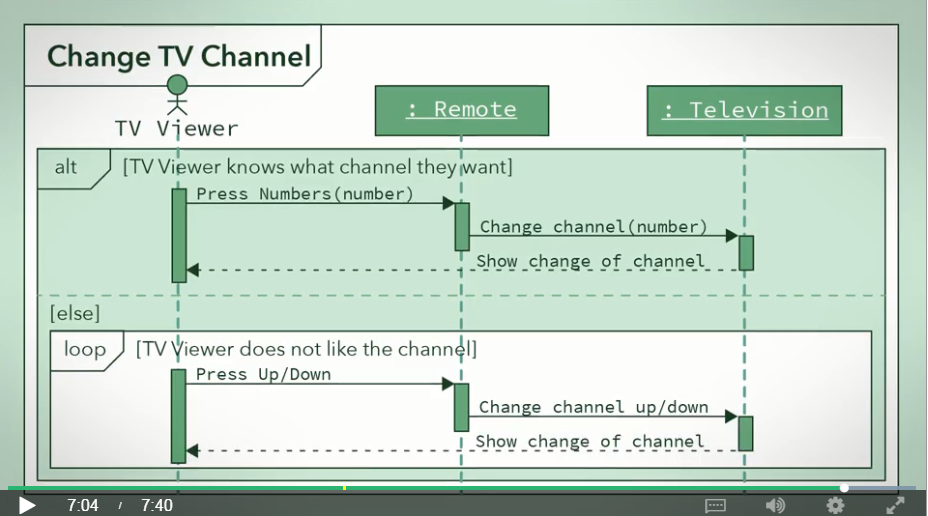 Change TV Channel
TV Viewer
: Remote
: Television
alt
[TV Viewer knows what channel they want]
Press Numbers(number)
Change channel(number)
Show change of channel
[else]
loop
[TV Viewer does not like the channel]
Press Up/Down
Change channel up/down
Show change of channel
7:04 / 7:40